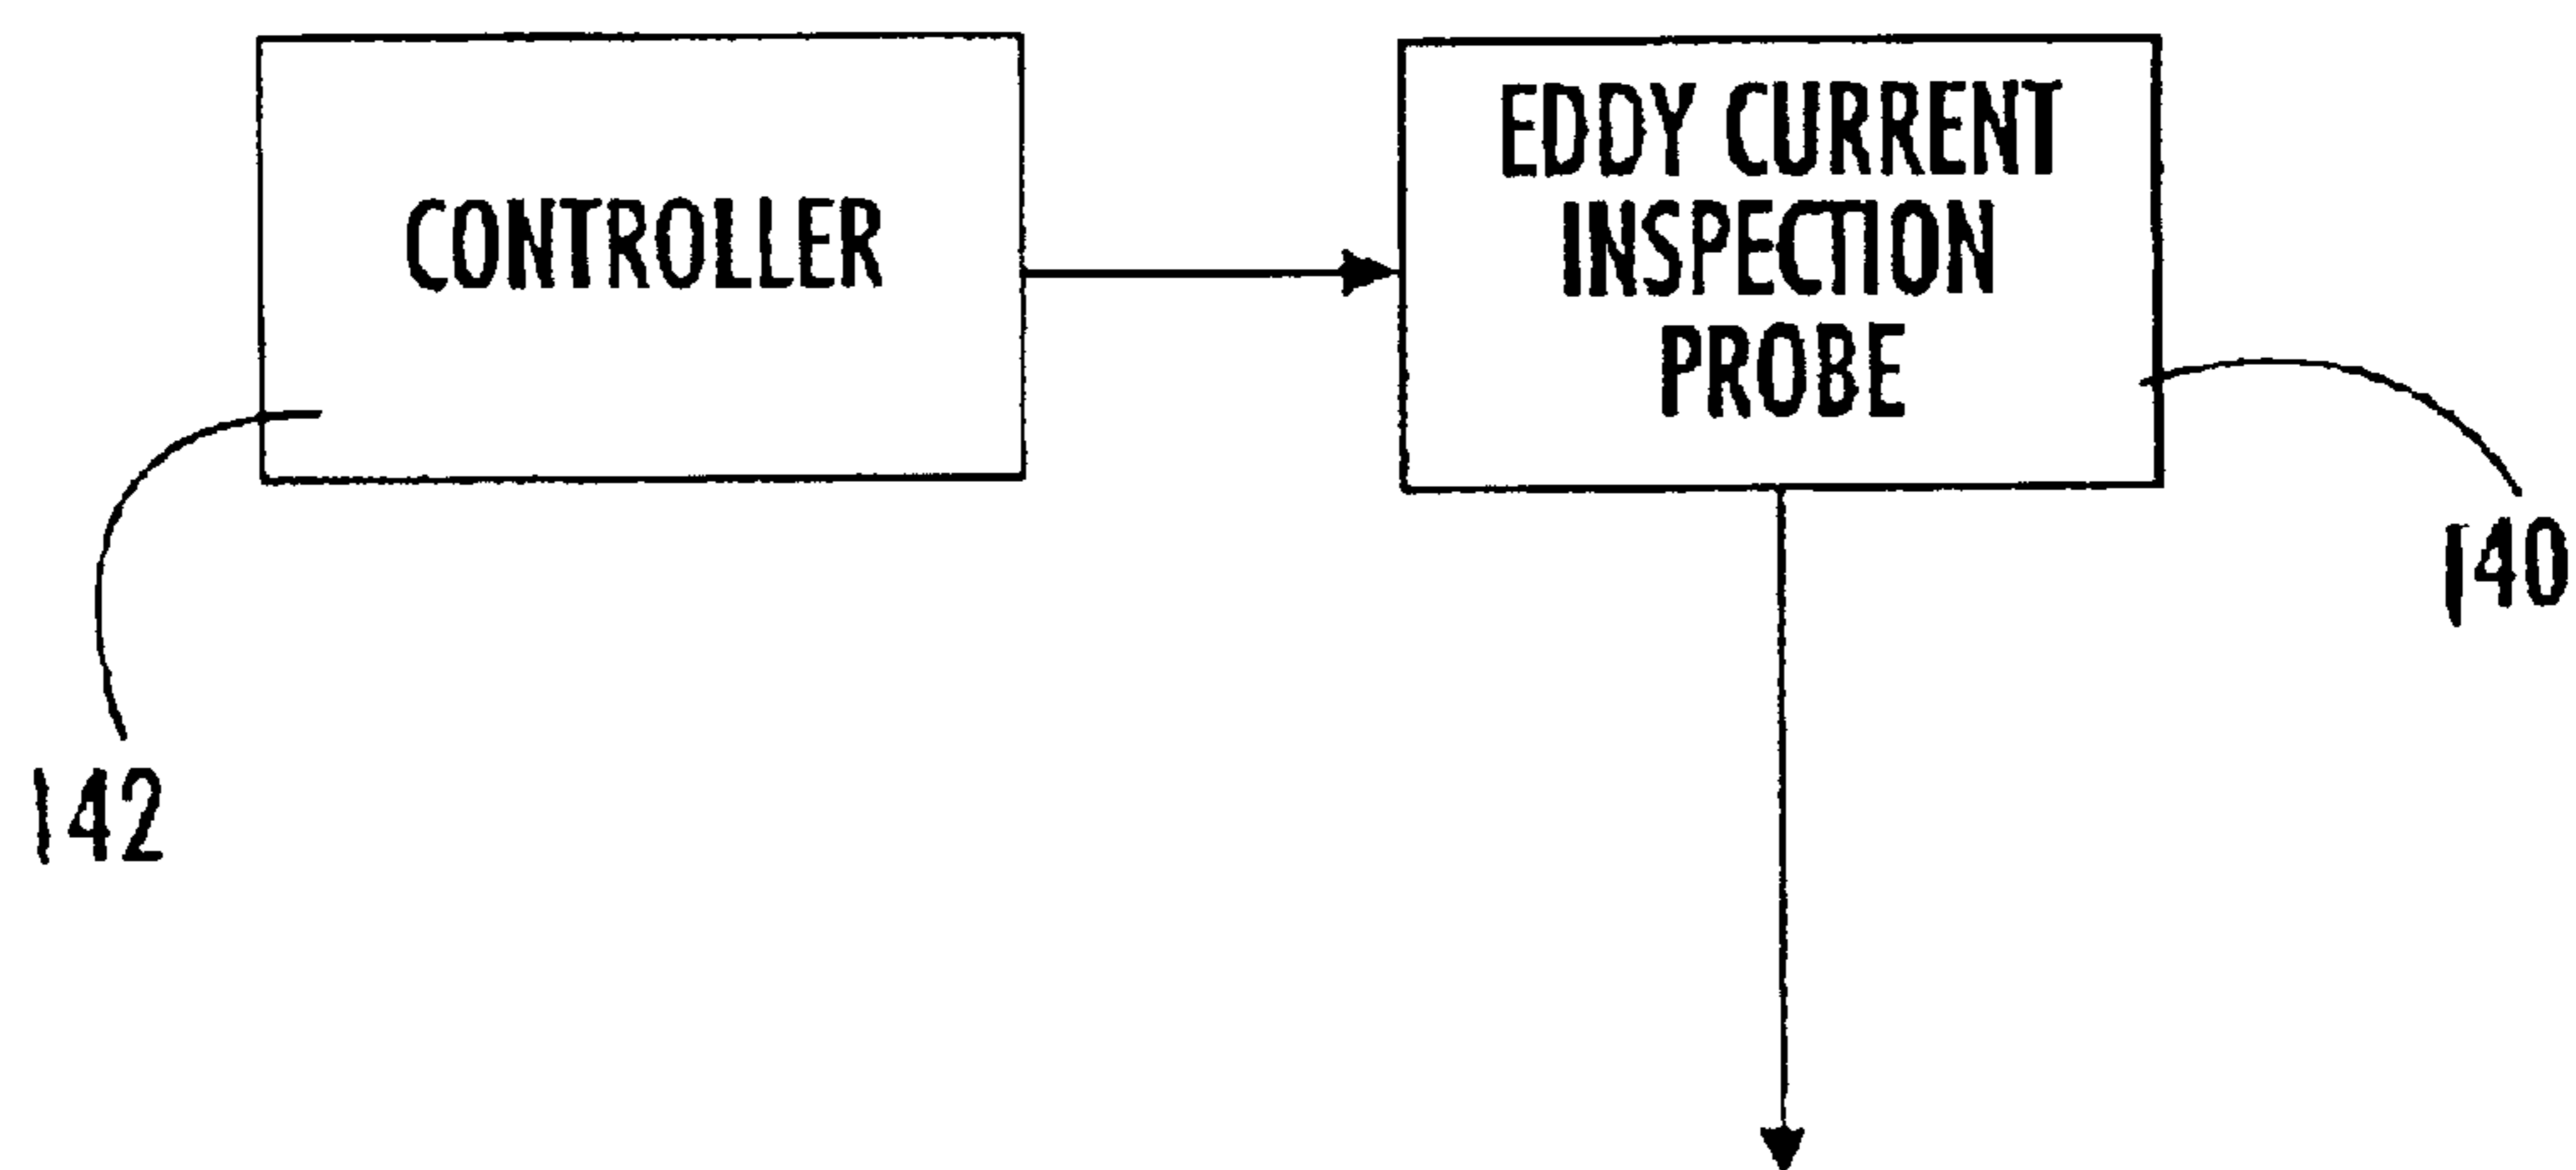 CONTROLLER
EDDY CURRENT
INSPECTION
PROBE
140
142